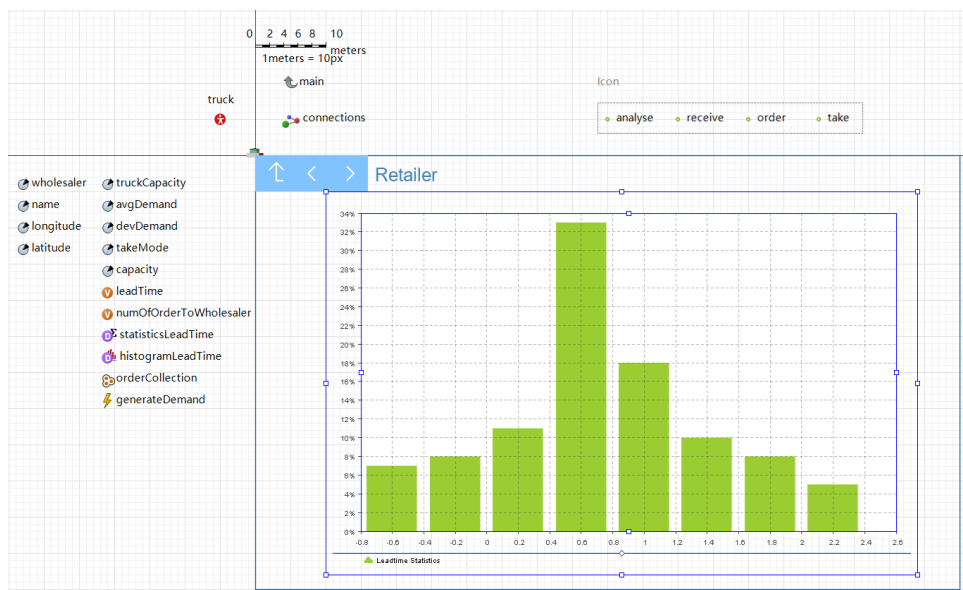 0 2 4 6 8 10
meters
1meters = 10px
main
Icon
truck
connections
analyse receive order take
Retailer
wholesaler truckCapacity
name avgDemand
longitude devDemand
latitude takeMode
capacity
V leadTime
V numOfOrderToWholesaler
D Σ statisticsLeadTime
D histogramLeadTime
orderCollection
generateDemand
34%
32%
30%
28%
26%
24%
22%
20%
18%
16%
14%
12%
10%
8%
6%
4%
2%
0%
-0.8 -0.6 -0.4 -0.2 0 0.2 0.4 0.6 0.8 1 1.2 1.4 1.6 1.8 2 2.2 2.4 2.6
Leadtime Statistics